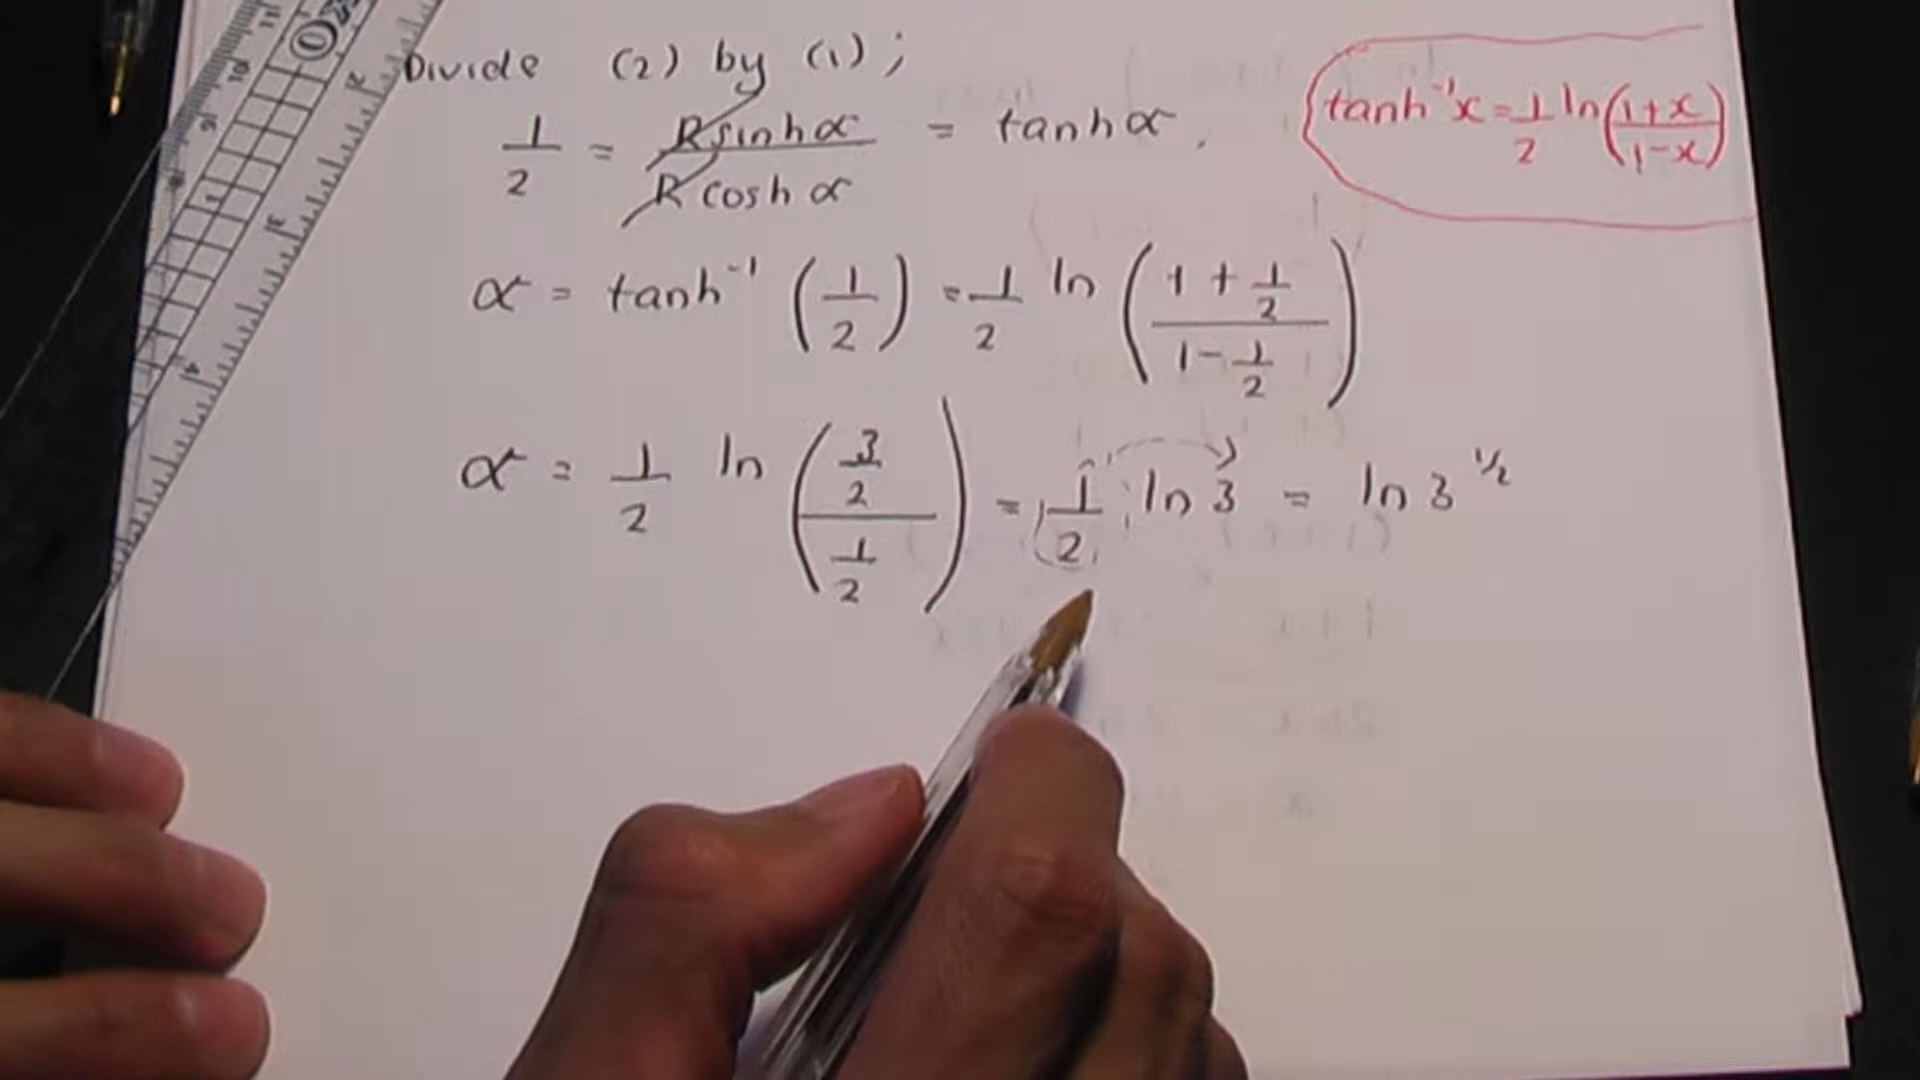 Divide (2) by (1);
1/2 = R sinh α / R cosh α = tanh α.
tanh⁻¹x = 1/2 ln((1+x)/(1-x))
α = tanh⁻¹(1/2) = 1/2 ln((1+1/2)/(1-1/2))
α = 1/2 ln((3/2)/(1/2)) = 1/2 ln 3 = ln 3^1/2